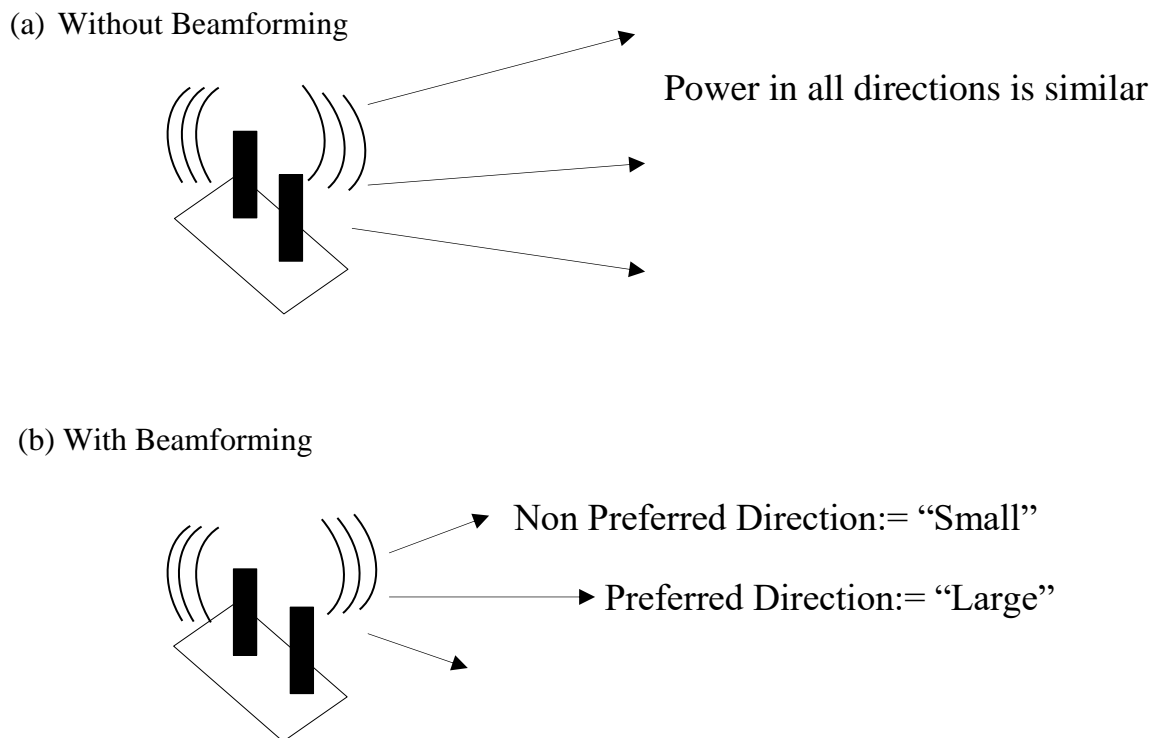 (a) Without Beamforming
Power in all directions is similar
(b) With Beamforming
Non Preferred Direction:= “Small”
Preferred Direction:= “Large”